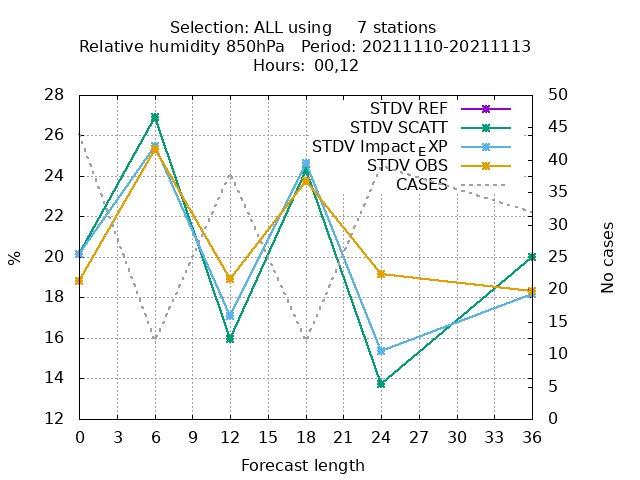 Selection: ALL using 7 stations
Relative humidity 850hPa Period: 20211110-20211113
Hours: 00,12
STDV REF
STDV SCATT
STDV Impact_EXP
STDV OBS
CASES
28
26
24
22
20
18
16
14
12
%
50
45
40
35
30
25
20
15
10
5
0
No cases
0 3 6 9 12 15 18 21 24 27 30 33 36
Forecast length